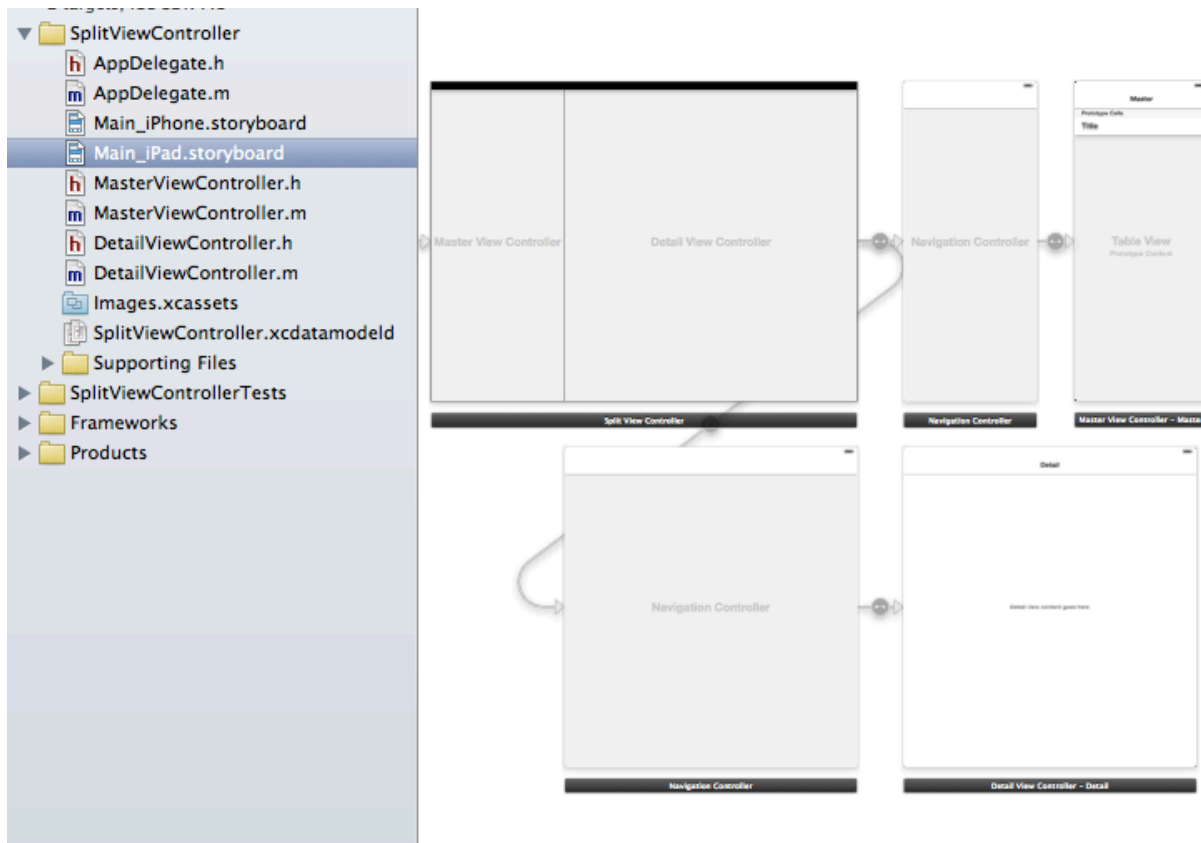 SplitViewController
AppDelegate.h
AppDelegate.m
Main_iPhone.storyboard
Main_iPad.storyboard
MasterViewController.h
MasterViewController.m
DetailViewController.h
DetailViewController.m
Images.xcassets
SplitViewController.xcdatamodeld
Supporting Files
SplitViewControllerTests
Frameworks
Products
Master View Controller
Detail View Controller
Split View Controller
Navigation Controller
Navigation Controller
Master
Prototype Cells
Title
Table View
Prototype Content
Master View Controller - Maste
Navigation Controller
Navigation Controller
Detail
Detail view content goes here
Detail View Controller - Detail